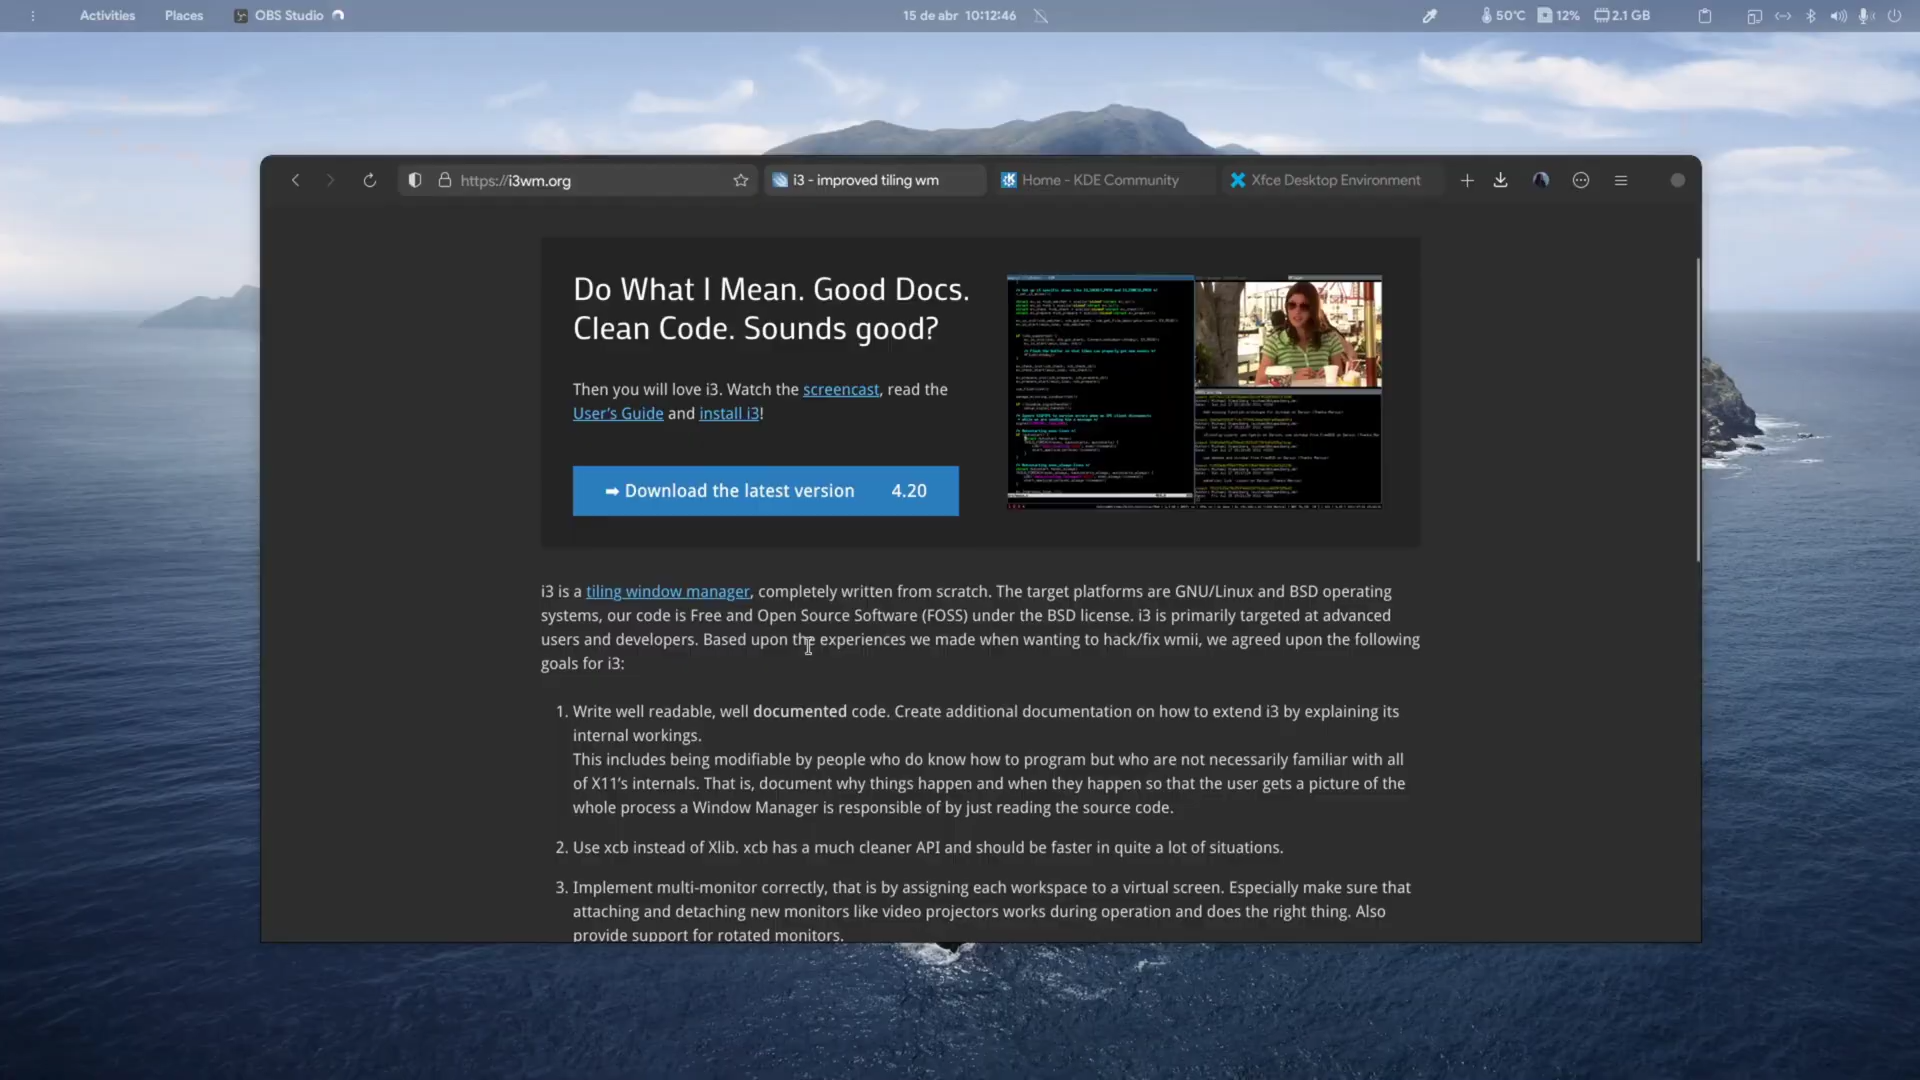 Activities Places OBS Studio 15 de abr 10:12:46 50°C 12% 2.1 GB
https://i3wm.org i3 - improved tiling wm Home - KDE Community Xfce Desktop Environment
Do What I Mean. Good Docs.
Clean Code. Sounds good?
Then you will love i3. Watch the screencast, read the
User's Guide and install i3!
➡ Download the latest version 4.20
i3 is a tiling window manager, completely written from scratch. The target platforms are GNU/Linux and BSD operating
systems, our code is Free and Open Source Software (FOSS) under the BSD license. i3 is primarily targeted at advanced
users and developers. Based upon the experiences we made when wanting to hack/fix wmii, we agreed upon the following
goals for i3:
1. Write well readable, well documented code. Create additional documentation on how to extend i3 by explaining its
internal workings.
This includes being modifiable by people who do know how to program but who are not necessarily familiar with all
of X11's internals. That is, document why things happen and when they happen so that the user gets a picture of the
whole process a Window Manager is responsible of by just reading the source code.
2. Use xcb instead of Xlib. xcb has a much cleaner API and should be faster in quite a lot of situations.
3. Implement multi-monitor correctly, that is by assigning each workspace to a virtual screen. Especially make sure that
attaching and detaching new monitors like video projectors works during operation and does the right thing. Also
provide support for rotated monitors.